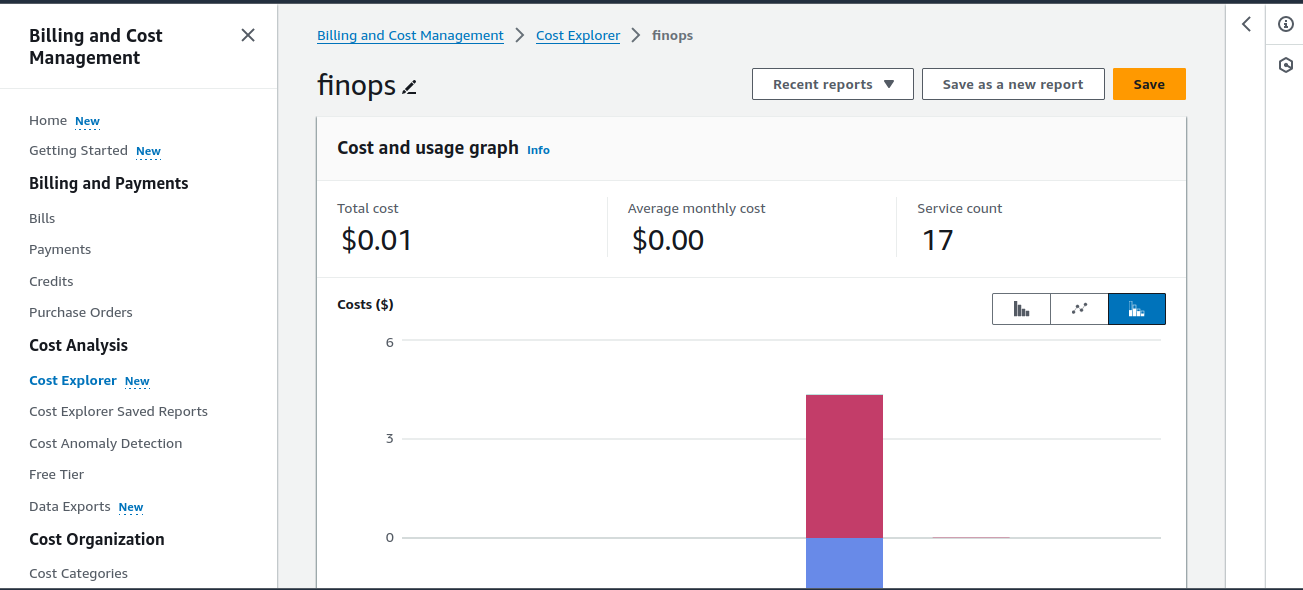 Billing and Cost
Management
Home New
Getting Started New
Billing and Payments
Bills
Payments
Credits
Purchase Orders
Cost Analysis
Cost Explorer New
Cost Explorer Saved Reports
Cost Anomaly Detection
Free Tier
Data Exports New
Cost Organization
Cost Categories
Billing and Cost Management
Cost Explorer
finops
finops
Recent reports
Save as a new report
Save
Cost and usage graph Info
Total cost
$0.01
Average monthly cost
$0.00
Service count
17
Costs ($)
6
3
0